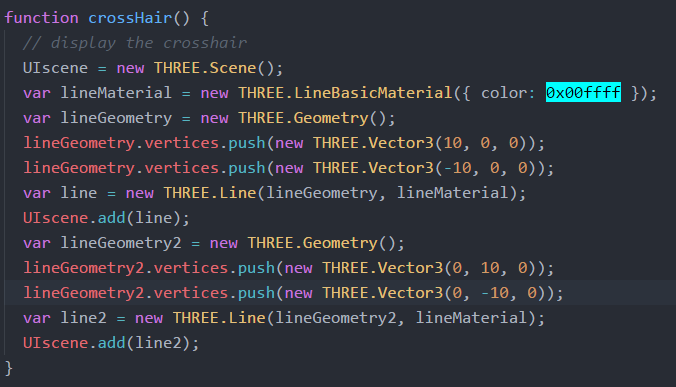 function crossHair() {
// display the crosshair
UIscene = new THREE.Scene();
var lineMaterial = new THREE.LineBasicMaterial({ color: 0x00ffff });
var lineGeometry = new THREE.Geometry();
lineGeometry.vertices.push(new THREE.Vector3(10, 0, 0));
lineGeometry.vertices.push(new THREE.Vector3(-10, 0, 0));
var line = new THREE.Line(lineGeometry, lineMaterial);
UIscene.add(line);
var lineGeometry2 = new THREE.Geometry();
lineGeometry2.vertices.push(new THREE.Vector3(0, 10, 0));
lineGeometry2.vertices.push(new THREE.Vector3(0, -10, 0));
var line2 = new THREE.Line(lineGeometry2, lineMaterial);
UIscene.add(line2);
}